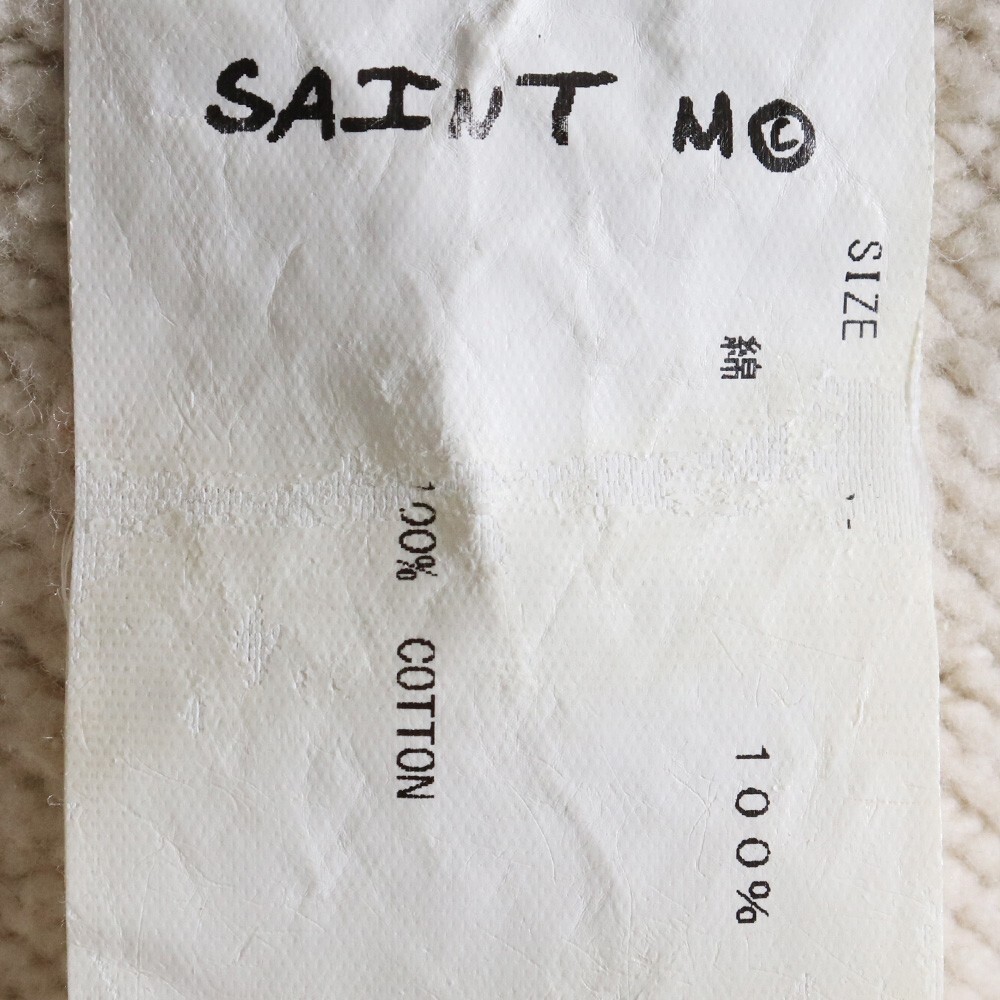 SAINT M©
SIZE
綿 100%
100% COTTON